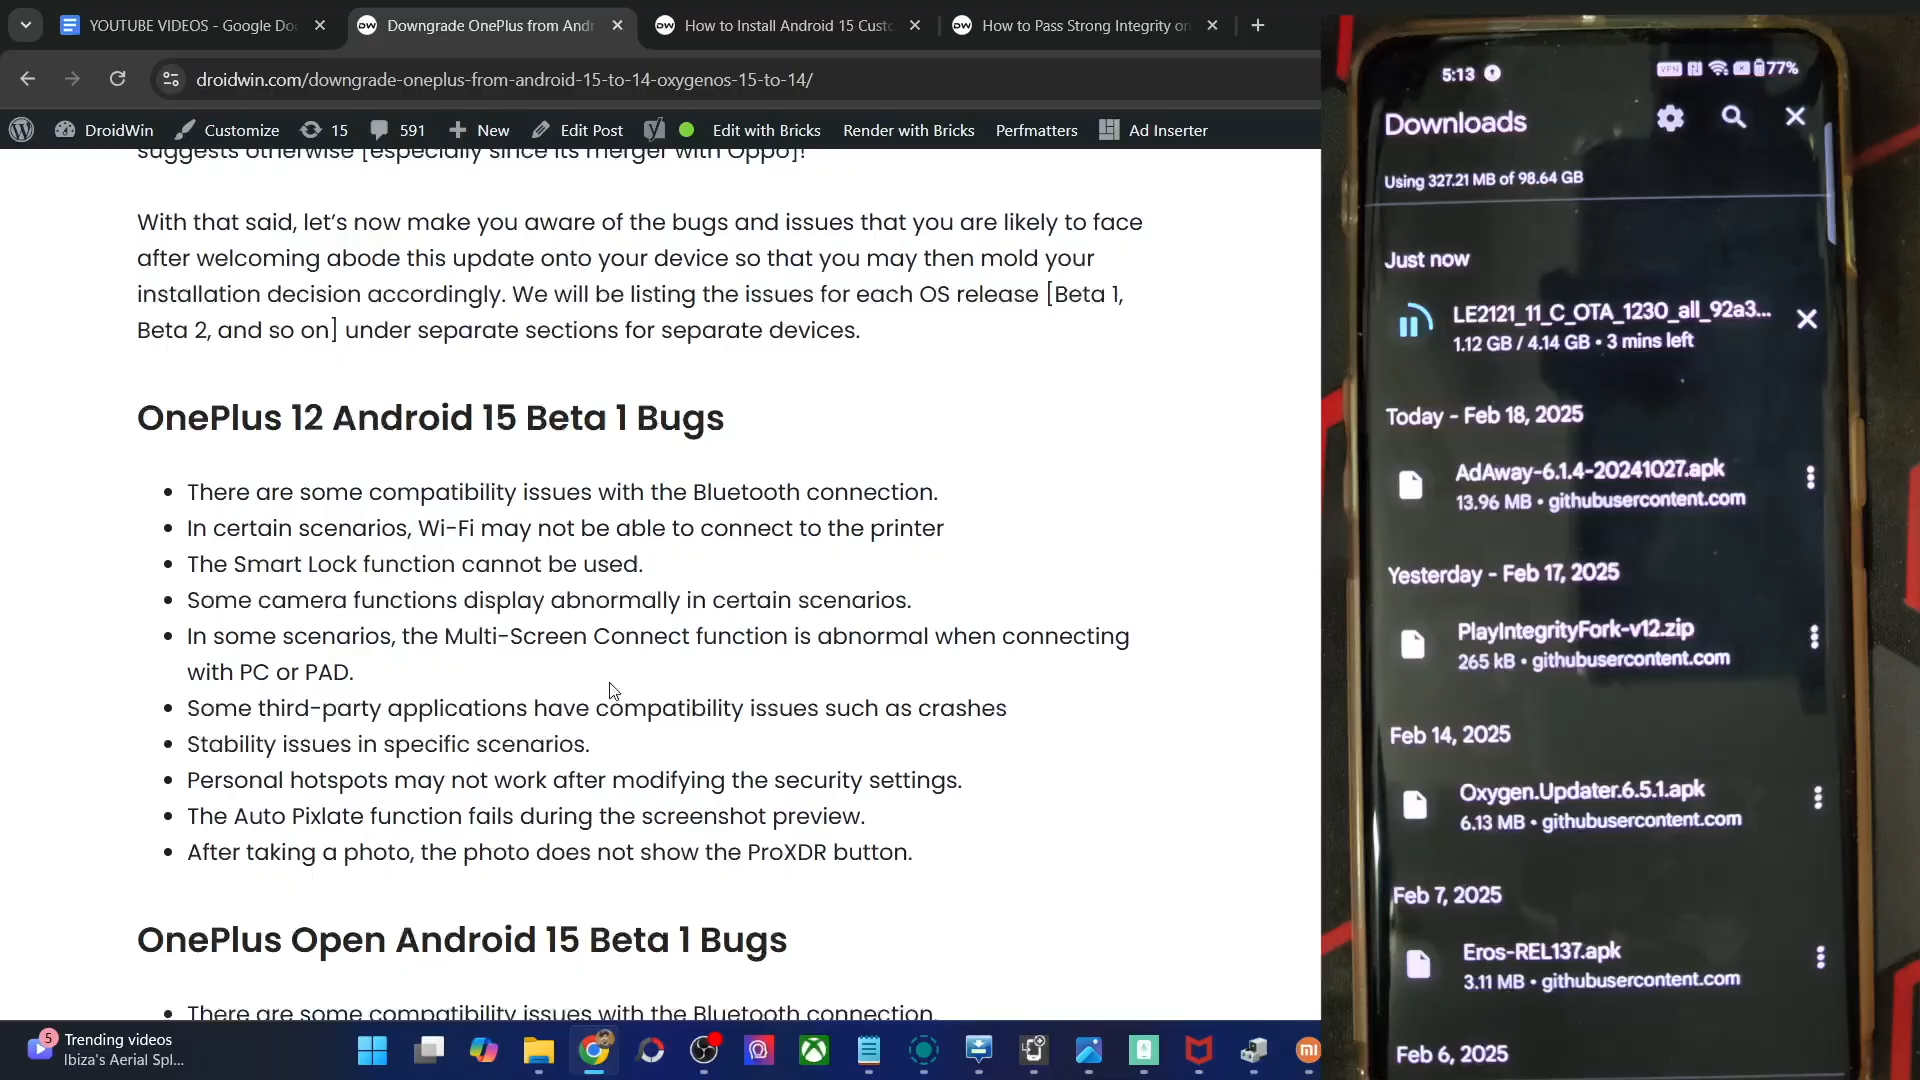 YOUTUBE VIDEOS - Google Do
Downgrade OnePlus from Andr
How to Install Android 15 Custo
How to Pass Strong Integrity on
droidwin.com/downgrade-oneplus-from-android-15-to-14-oxygenos-15-to-14/
DroidWin
Customize
15
591
New
Edit Post
Edit with Bricks
Render with Bricks
Perfmatters
Ad Inserter
suggests otherwise [especially since its merger with Oppo]!
With that said, let's now make you aware of the bugs and issues that you are likely to face
after welcoming abode this update onto your device so that you may then mold your
installation decision accordingly. We will be listing the issues for each OS release [Beta 1,
Beta 2, and so on] under separate sections for separate devices.
OnePlus 12 Android 15 Beta 1 Bugs
• There are some compatibility issues with the Bluetooth connection.
• In certain scenarios, Wi-Fi may not be able to connect to the printer
• The Smart Lock function cannot be used.
• Some camera functions display abnormally in certain scenarios.
• In some scenarios, the Multi-Screen Connect function is abnormal when connecting
with PC or PAD.
• Some third-party applications have compatibility issues such as crashes
• Stability issues in specific scenarios.
• Personal hotspots may not work after modifying the security settings.
• The Auto Pixlate function fails during the screenshot preview.
• After taking a photo, the photo does not show the ProXDR button.
OnePlus Open Android 15 Beta 1 Bugs
• There are some compatibility issues with the Bluetooth connection.
5
Trending videos
Ibiza's Aerial Spl...
5:13
VPN
77%
Downloads
Using 327.21 MB of 98.64 GB
Just now
LE2121_11_C_OTA_1230_all_92a3...
1.12 GB / 4.14 GB • 3 mins left
Today - Feb 18, 2025
AdAway-6.1.4-20241027.apk
13.96 MB • githubusercontent.com
Yesterday - Feb 17, 2025
PlayIntegrityFork-v12.zip
265 kB • githubusercontent.com
Feb 14, 2025
Oxygen.Updater.6.5.1.apk
6.13 MB • githubusercontent.com
Feb 7, 2025
Eros-REL137.apk
3.11 MB • githubusercontent.com
Feb 6, 2025